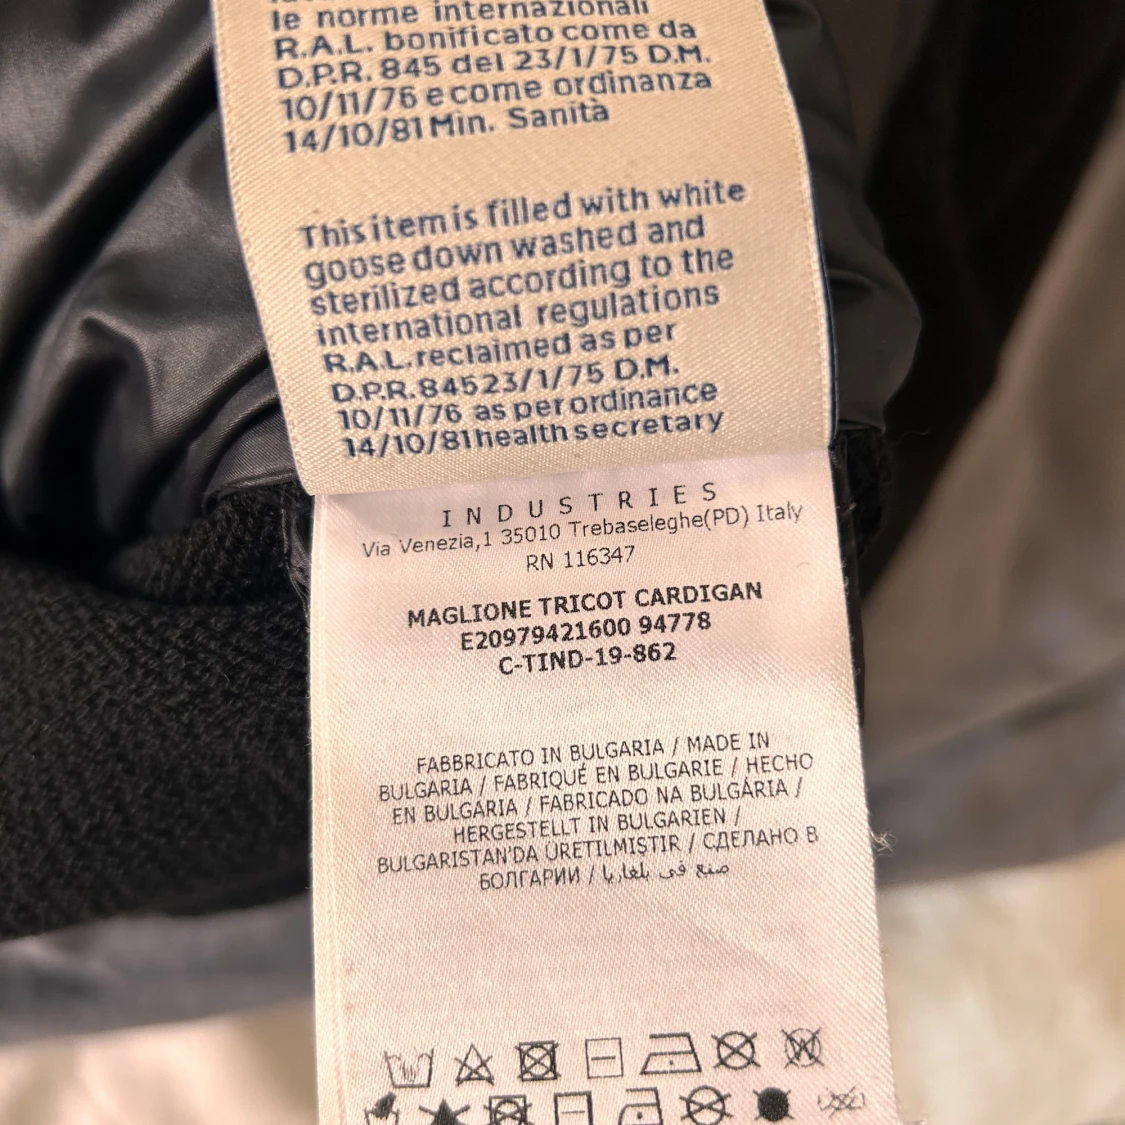 le norme internazionali
R.A.L. bonificato come da
D.P.R. 845 del 23/1/75 D.M.
10/11/76 e come ordinanza
14/10/81 Min. Sanità
This item is filled with white
goose down washed and
sterilized according to the
international regulations
R.A.L. reclaimed as per
D.P.R. 845 23/1/75 D.M.
10/11/76 as per ordinance
14/10/81 health secretary
INDUSTRIES
Via Venezia,1 35010 Trebaseleghe(PD) Italy
RN 116347
MAGLIONE TRICOT CARDIGAN
E20979421600 94778
C-TIND-19-862
FABBRICATO IN BULGARIA / MADE IN
BULGARIA / FABRIQUÉ EN BULGARIE / HECHO
EN BULGARIA / FABRICADO NA BULGÁRIA /
HERGESTELLT IN BULGARIEN /
BULGARISTAN'DA ÜRETILMISTIR / СДЕЛАНО В
БОЛГАРИИ / صنع في بلغاريا